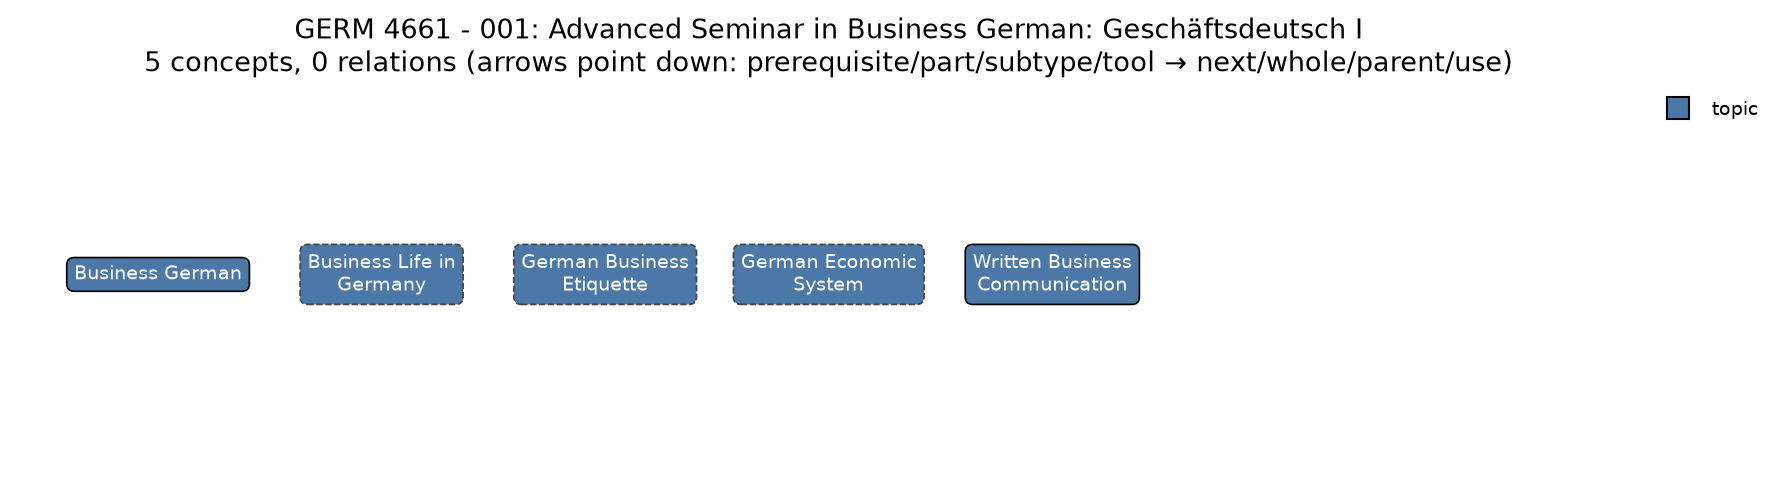 GERM 4661 - 001: Advanced Seminar in Business German: Geschäftsdeutsch I
5 concepts, 0 relations (arrows point down: prerequisite/part/subtype/tool → next/whole/parent/use)
topic
Business German
Business Life in
Germany
German Business
Etiquette
German Economic
System
Written Business
Communication